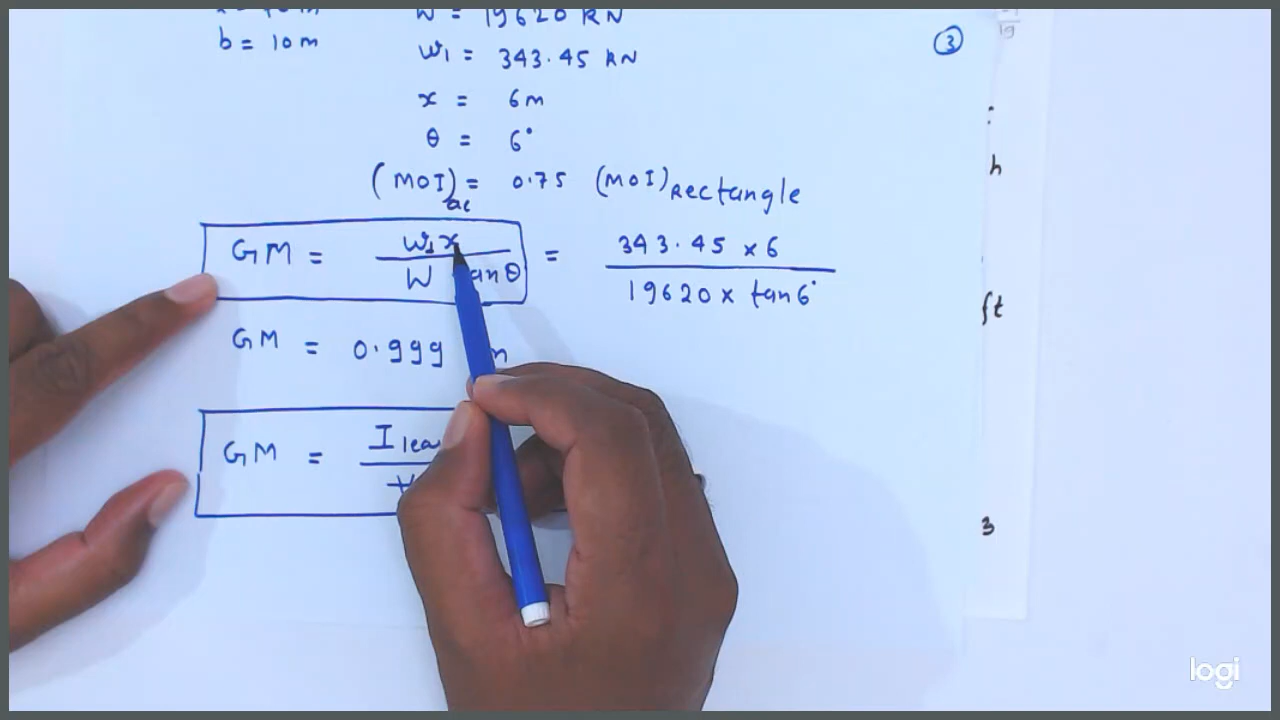 W = 19620 KN
b = 10 m
W1 = 343.45 KN
3
x = 6m
θ = 6°
(MOI)ac = 0.75 (MOI)Rectangle
h
GM = W1x / W tanθ = 343.45 x 6 / 19620 x tan6°
ft
GM = 0.999 m
GM = I
3
logi